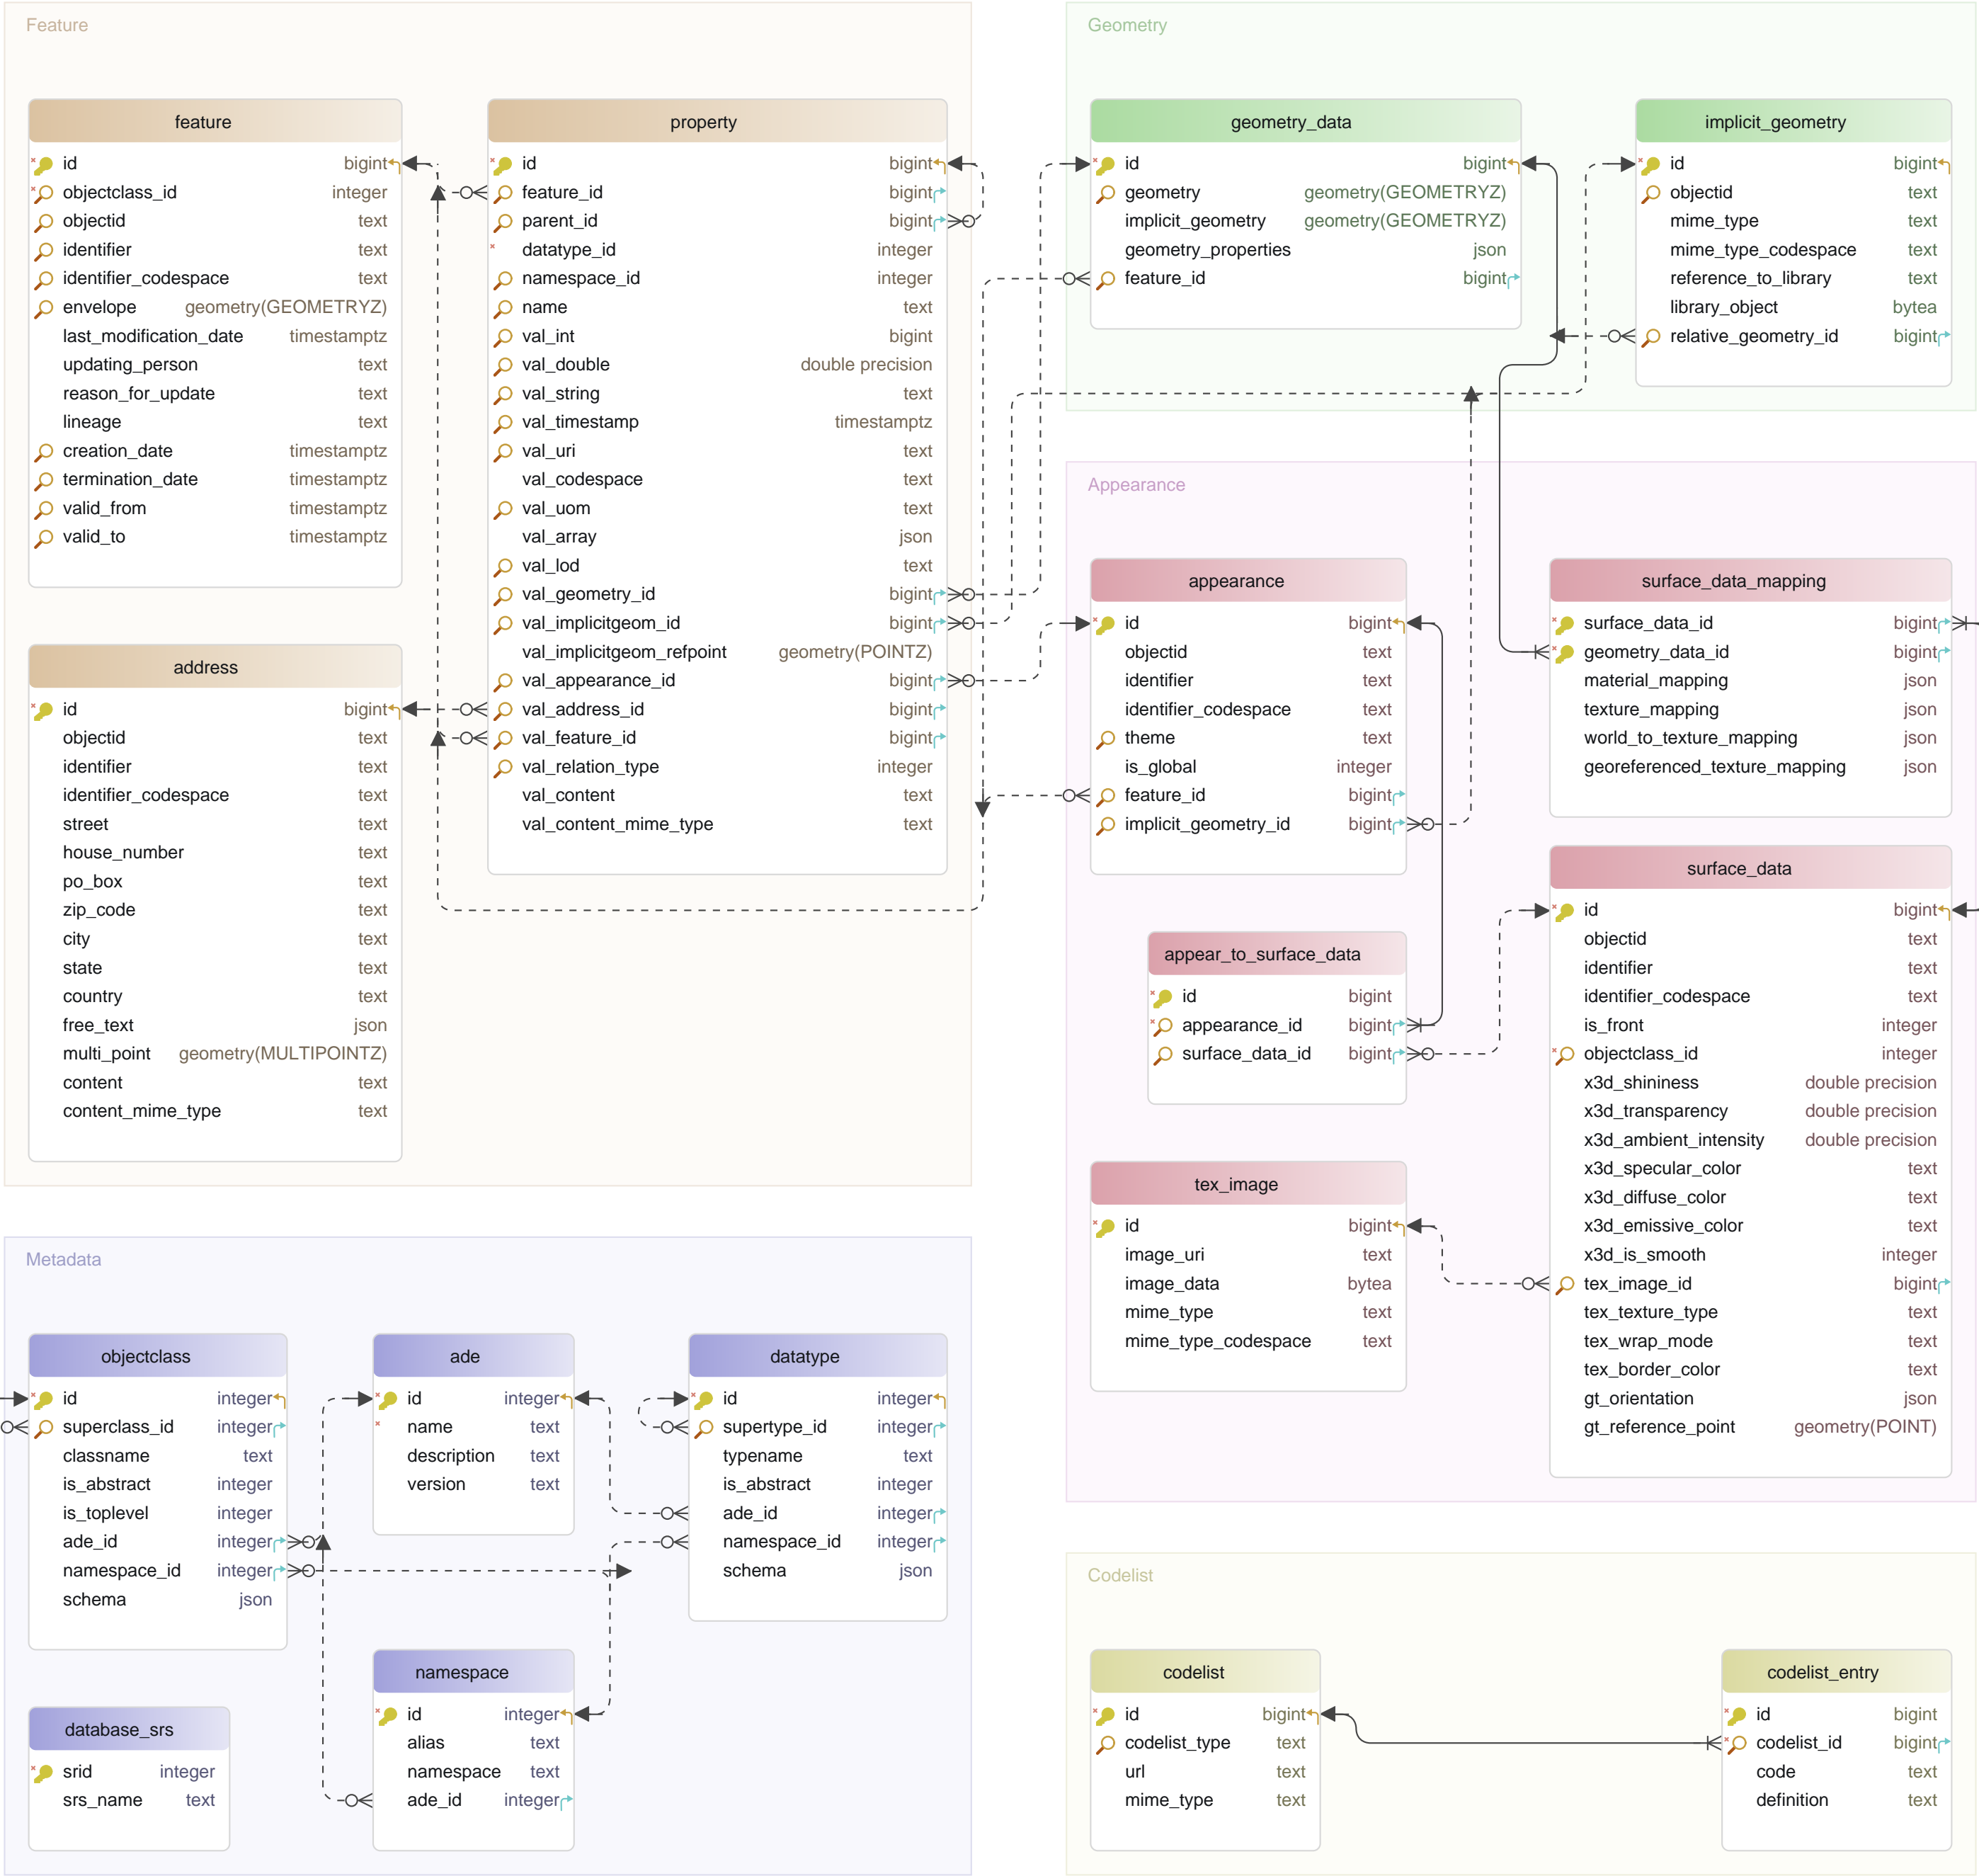 Feature
feature
id bigint
objectclass_id integer
objectid text
identifier text
identifier_codespace text
envelope geometry(GEOMETRYZ)
last_modification_date timestamptz
updating_person text
reason_for_update text
lineage text
creation_date timestamptz
termination_date timestamptz
valid_from timestamptz
valid_to timestamptz
address
id bigint
objectid text
identifier text
identifier_codespace text
street text
house_number text
po_box text
zip_code text
city text
state text
country text
free_text json
multi_point geometry(MULTIPOINTZ)
content text
content_mime_type text
property
id bigint
feature_id bigint
parent_id bigint
datatype_id integer
namespace_id integer
name text
val_int bigint
val_double double precision
val_string text
val_timestamp timestamptz
val_uri text
val_codespace text
val_uom text
val_array json
val_lod text
val_geometry_id bigint
val_implicitgeom_id bigint
val_implicitgeom_refpoint geometry(POINTZ)
val_appearance_id bigint
val_address_id bigint
val_feature_id bigint
val_relation_type integer
val_content text
val_content_mime_type text
Geometry
geometry_data
id bigint
geometry geometry(GEOMETRYZ)
implicit_geometry geometry(GEOMETRYZ)
geometry_properties json
feature_id bigint
implicit_geometry
id bigint
objectid text
mime_type text
mime_type_codespace text
reference_to_library text
library_object bytea
relative_geometry_id bigint
Appearance
appearance
id bigint
objectid text
identifier text
identifier_codespace text
theme text
is_global integer
feature_id bigint
implicit_geometry_id bigint
surface_data_mapping
surface_data_id bigint
geometry_data_id bigint
material_mapping json
texture_mapping json
world_to_texture_mapping json
georeferenced_texture_mapping json
appear_to_surface_data
id bigint
appearance_id bigint
surface_data_id bigint
surface_data
id bigint
objectid text
identifier text
identifier_codespace text
is_front integer
objectclass_id integer
x3d_shininess double precision
x3d_transparency double precision
x3d_ambient_intensity double precision
x3d_specular_color text
x3d_diffuse_color text
x3d_emissive_color text
x3d_is_smooth integer
tex_image_id bigint
tex_texture_type text
tex_wrap_mode text
tex_border_color text
gt_orientation json
gt_reference_point geometry(POINT)
tex_image
id bigint
image_uri text
image_data bytea
mime_type text
mime_type_codespace text
Metadata
objectclass
id integer
superclass_id integer
classname text
is_abstract integer
is_toplevel integer
ade_id integer
namespace_id integer
schema json
ade
id integer
name text
description text
version text
datatype
id integer
supertype_id integer
typename text
is_abstract integer
ade_id integer
namespace_id integer
schema json
database_srs
srid integer
srs_name text
namespace
id integer
alias text
namespace text
ade_id integer
Codelist
codelist
id bigint
codelist_type text
url text
mime_type text
codelist_entry
id bigint
codelist_id bigint
code text
definition text